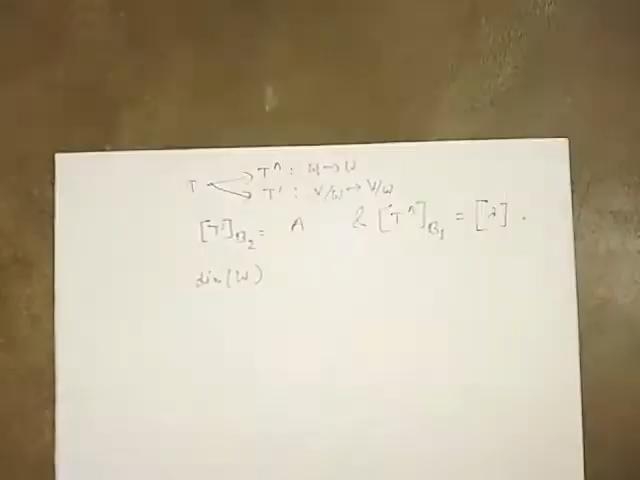 T → T^ : W → W
T' : V/W → V/W
[T']B₂ = A & [T^]B₁ = [λ].
dim(W)